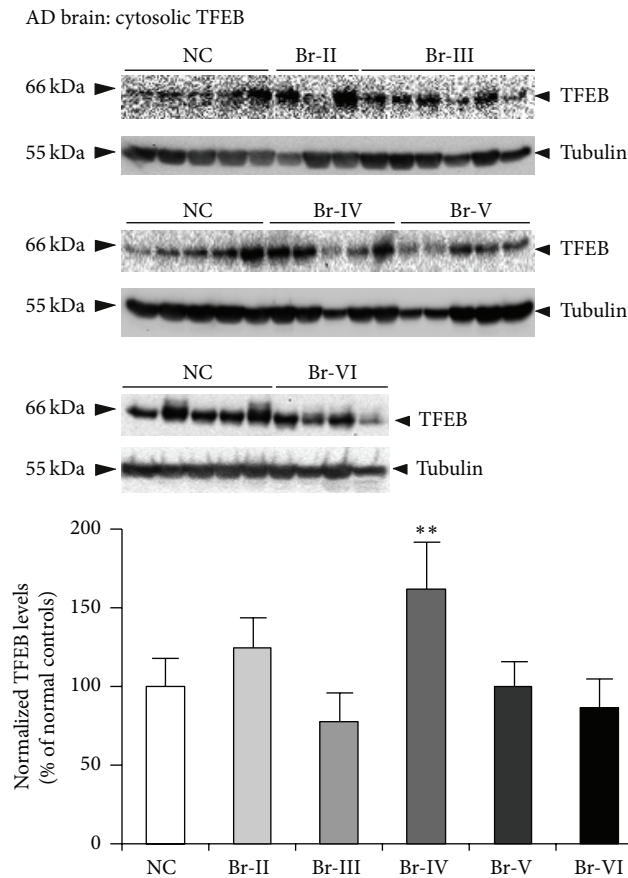 AD brain: cytosolic TFEB
NC Br-II Br-III
66 kDa TFEB
55 kDa Tubulin
NC Br-IV Br-V
66 kDa TFEB
55 kDa Tubulin
NC Br-VI
66 kDa TFEB
55 kDa Tubulin
Normalized TFEB levels
(% of normal controls)
200
150
100
50
0
**
NC Br-II Br-III Br-IV Br-V Br-VI